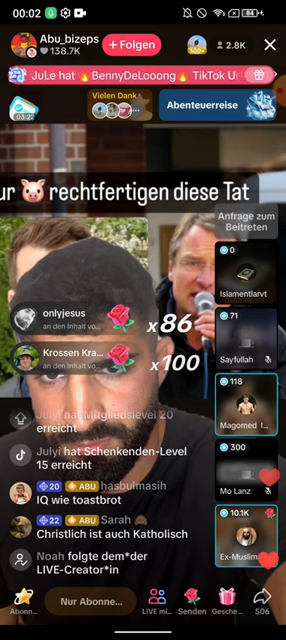 00:02
84
Abu_bizeps
138.7K
+ Folgen
300+
2.8K
JuLe hat 🔥BennyDeLooong🔥 TikTok U
03:22
Vielen Dank
Abenteuerreise
ur 🐷 rechtfertigen diese Tat
Anfrage zum
Beitreten
0
Islamentlarvt
onlyjesus
an den Inhalt vo...
x86
71
Sayfullah
Krossen Kra...
an den Inhalt vo...
x100
118
Magomed I...
Julyi hat Mitgliedslevel 20
erreicht
Julyi hat Schenkenden-Level
15 erreicht
300
Mo Lanz
20 ABU hasbulmasih
IQ wie toastbrot
22 ABU Sarah 🙈
Christlich ist auch Katholisch
10.1K
Ex-Muslim
Noah folgte dem*der
LIVE-Creator*in
Abonn...
Nur Abonne...
LIVE mi...
Senden
Gesche...
506